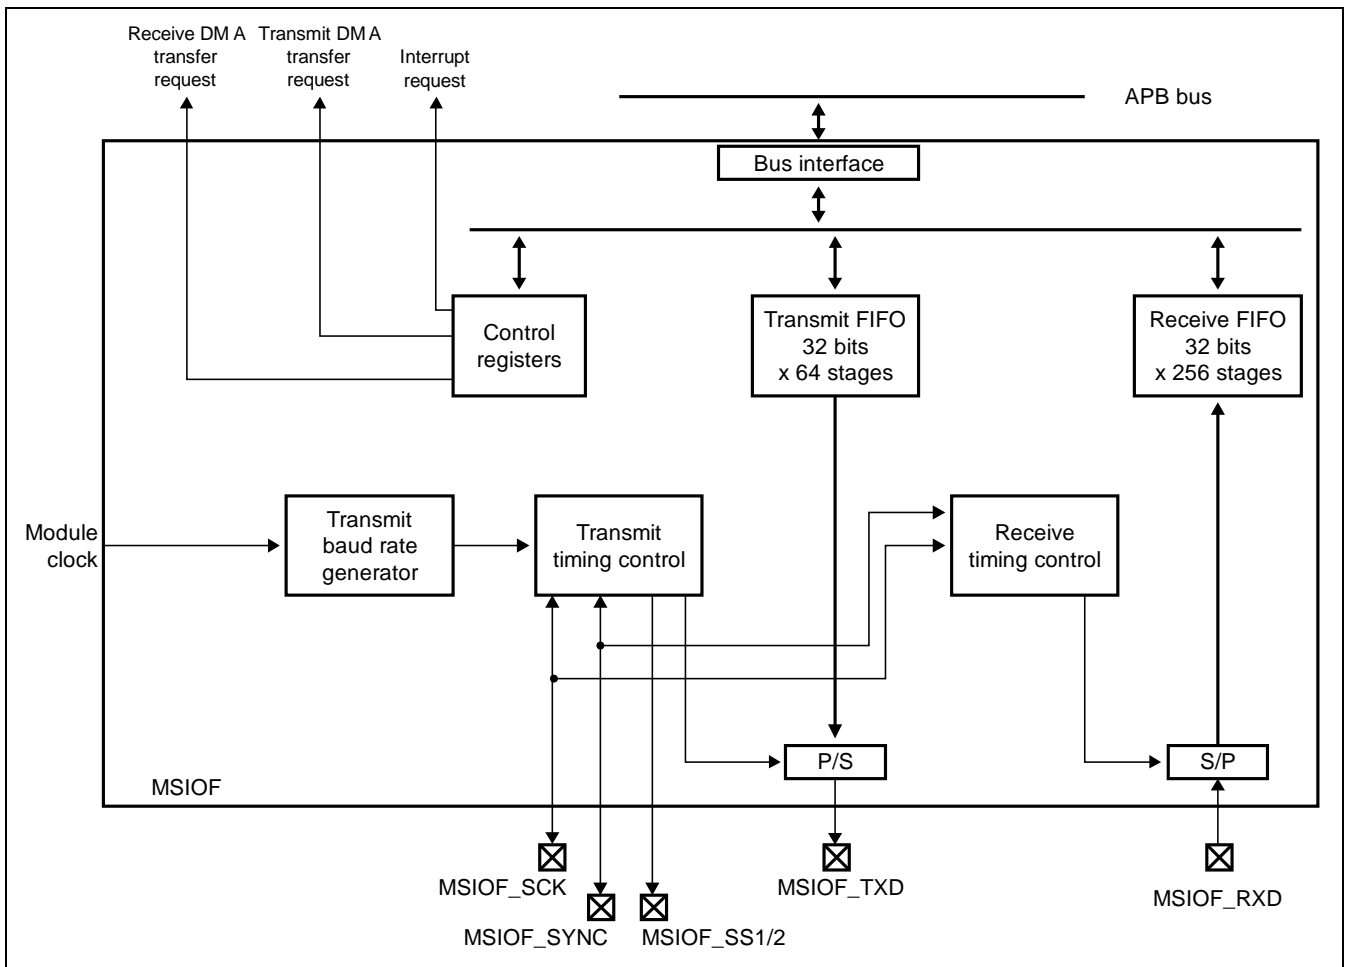 Receive DMA
transfer
request
Transmit DMA
transfer
request
Interrupt
request
APB bus
Bus interface
Control
registers
Transmit FIFO
32 bits
x 64 stages
Receive FIFO
32 bits
x 256 stages
Module
clock
Transmit
baud rate
generator
Transmit
timing control
Receive
timing control
P/S
S/P
MSIOF
MSIOF_SCK
MSIOF_TXD
MSIOF_RXD
MSIOF_SYNC
MSIOF_SS1/2